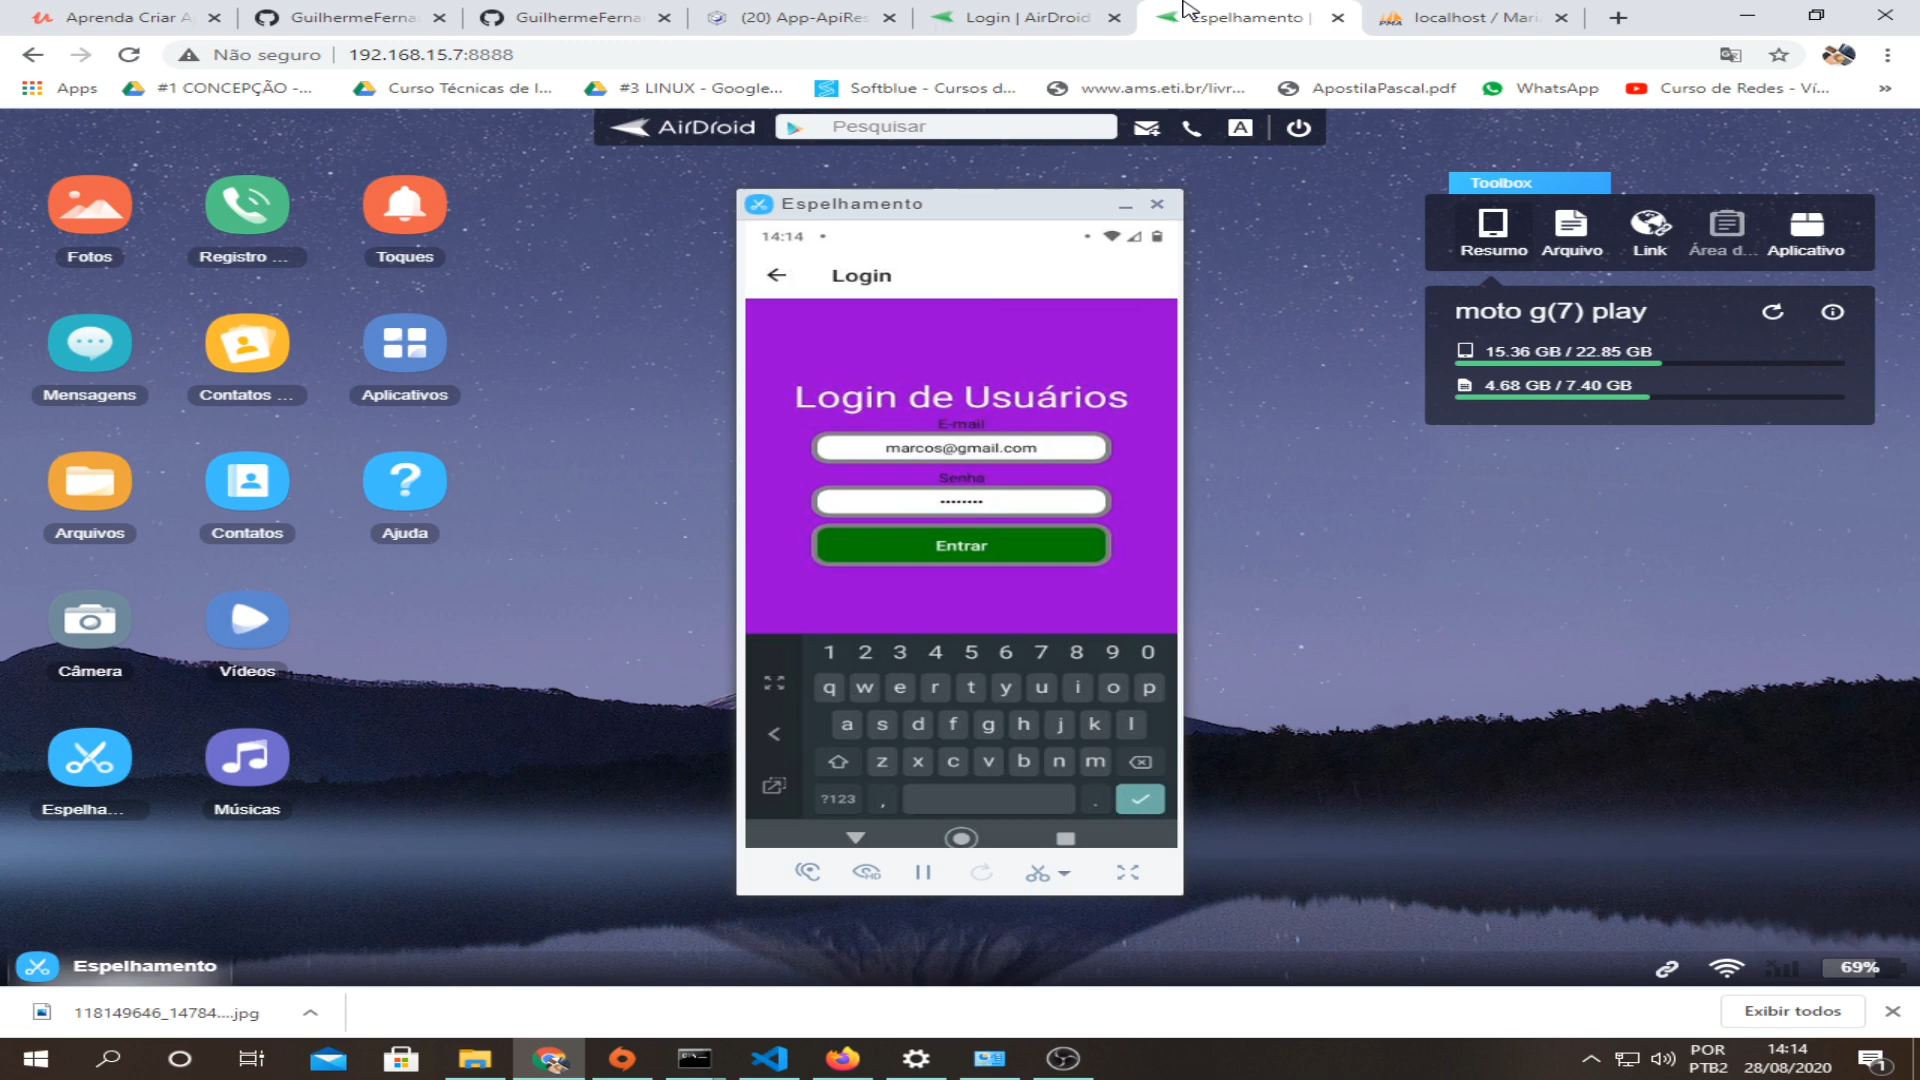 Aprenda Criar A
GuilhermeFerna
GuilhermeFerna
(20) App-ApiRes
Login | AirDroid
Espelhamento |
localhost / Mari
Não seguro | 192.168.15.7:8888
Apps
#1 CONCEPÇÃO -...
Curso Técnicas de l...
#3 LINUX - Google...
Softblue - Cursos d...
www.ams.eti.br/livr...
ApostilaPascal.pdf
WhatsApp
Curso de Redes - Ví...
»
AirDroid
Pesquisar
A
Fotos
Registro ...
Toques
Mensagens
Contatos ...
Aplicativos
Arquivos
Contatos
Ajuda
Câmera
Vídeos
Espelha...
Músicas
Espelhamento
14:14
Login
Login de Usuários
E-mail
marcos@gmail.com
Senha
••••••••
Entrar
1 2 3 4 5 6 7 8 9 0
q w e r t y u i o p
a s d f g h j k l
z x c v b n m
?123 , .
HD
Toolbox
Resumo
Arquivo
Link
Área d...
Aplicativo
moto g(7) play
15.36 GB / 22.85 GB
4.68 GB / 7.40 GB
Espelhamento
69%
118149646_14784....jpg
Exibir todos
POR
PTB2
14:14
28/08/2020
1